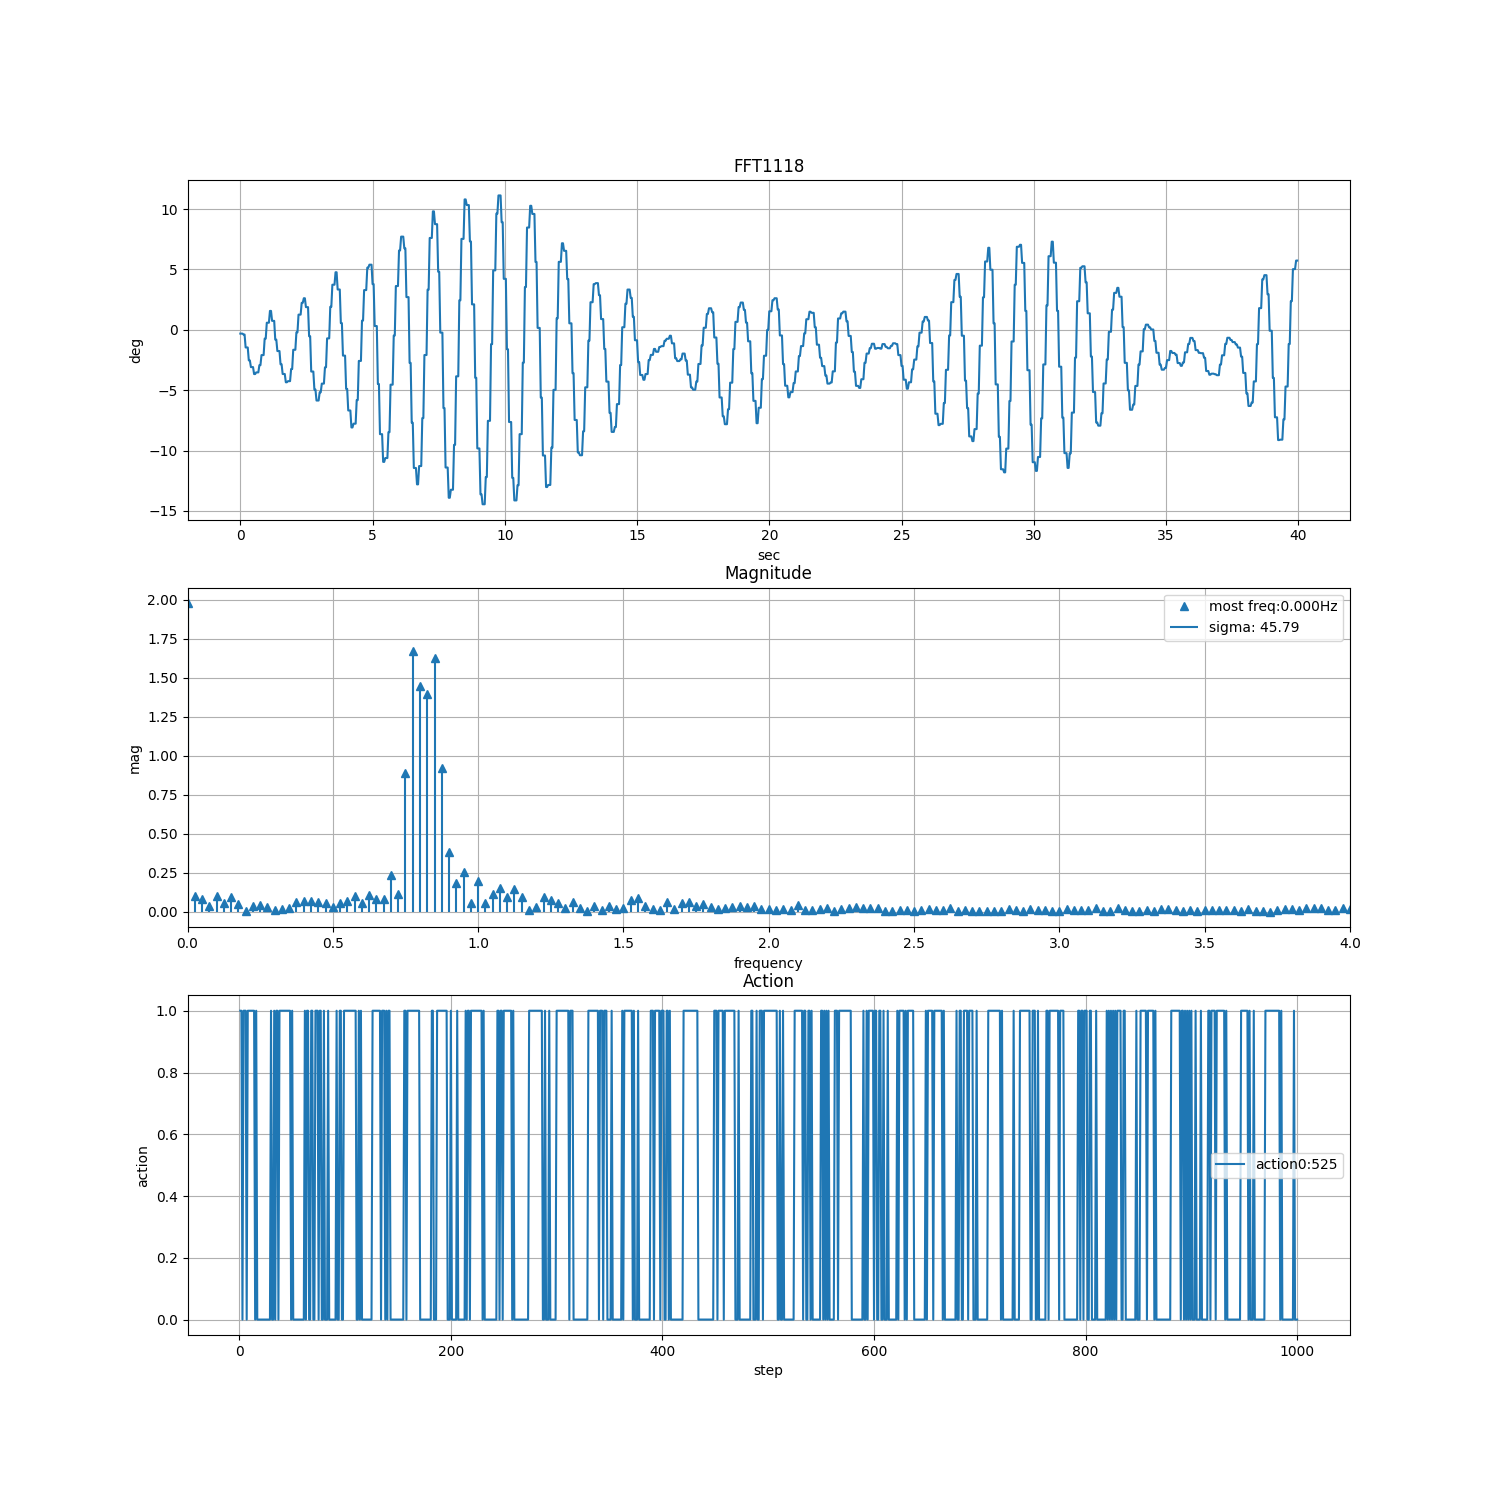 FFT1118
10
5
0
−5
−10
−15
deg
0 5 10 15 20 25 30 35 40
sec
Magnitude
2.00
1.75
1.50
1.25
1.00
0.75
0.50
0.25
0.00
mag
most freq:0.000Hz
sigma: 45.79
0.0 0.5 1.0 1.5 2.0 2.5 3.0 3.5 4.0
frequency
Action
1.0
0.8
0.6
0.4
0.2
0.0
action
action0:525
0 200 400 600 800 1000
step